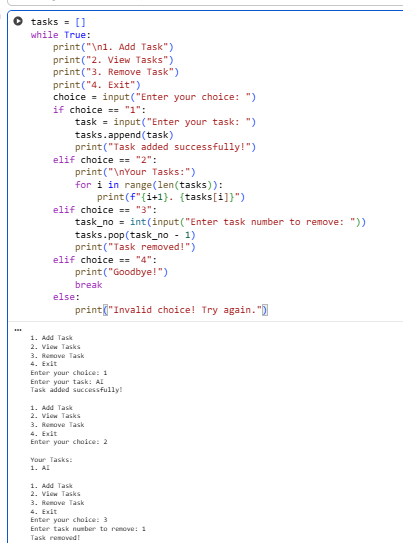 tasks = []
while True:
    print("\n1. Add Task")
    print("2. View Tasks")
    print("3. Remove Task")
    print("4. Exit")
    choice = input("Enter your choice: ")
    if choice == "1":
        task = input("Enter your task: ")
        tasks.append(task)
        print("Task added successfully!")
    elif choice == "2":
        print("\nYour Tasks:")
        for i in range(len(tasks)):
            print(f"{i+1}. {tasks[i]}")
    elif choice == "3":
        task_no = int(input("Enter task number to remove: "))
        tasks.pop(task_no - 1)
        print("Task removed!")
    elif choice == "4":
        print("Goodbye!")
        break
    else:
        print("Invalid choice! Try again.")
...
1. Add Task
2. View Tasks
3. Remove Task
4. Exit
Enter your choice: 1
Enter your task: AI
Task added successfully!

1. Add Task
2. View Tasks
3. Remove Task
4. Exit
Enter your choice: 2

Your Tasks:
1. AI

1. Add Task
2. View Tasks
3. Remove Task
4. Exit
Enter your choice: 3
Enter task number to remove: 1
Task removed!